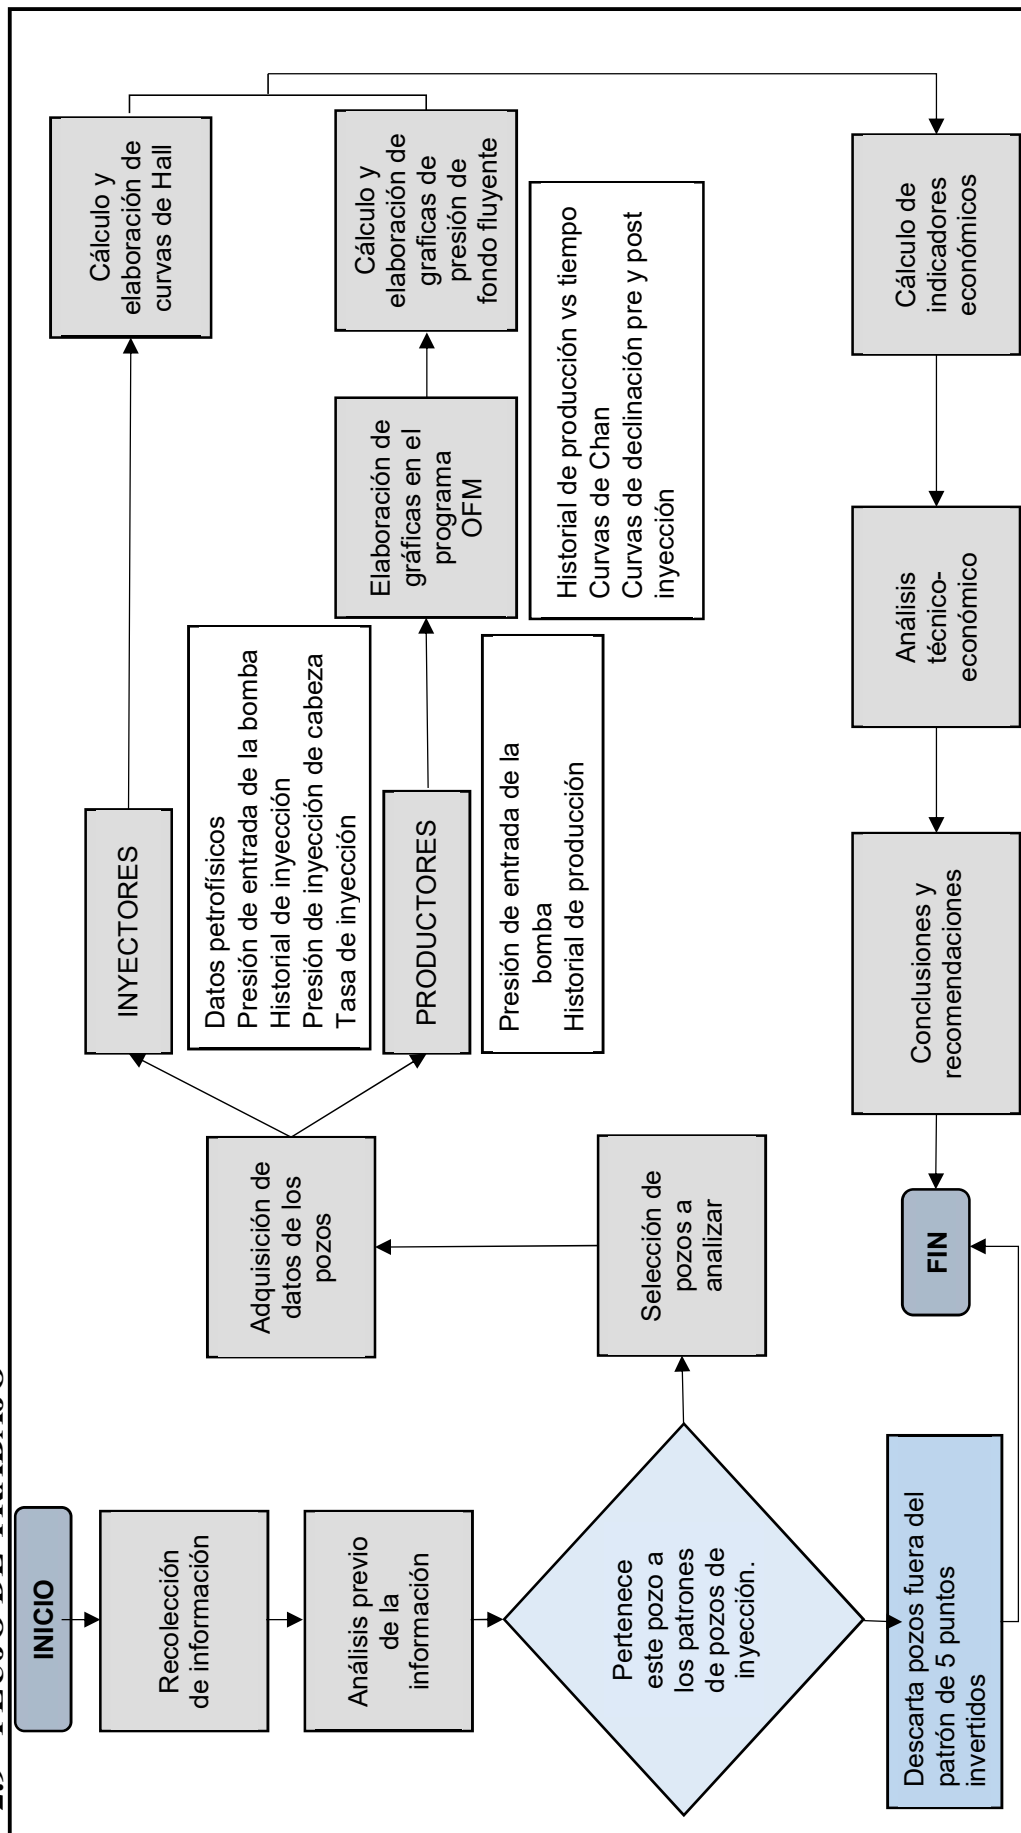 INICIO
Recolección
de información
Análisis previo
de la
información
Pertenece
este pozo a
los patrones
de pozos de
inyección.
Descarta pozos fuera del
patrón de 5 puntos
invertidos
Selección de
pozos a
analizar
Adquisición de
datos de los
pozos
INYECTORES
Datos petrofísicos
Presión de entrada de la bomba
Historial de inyección
Presión de inyección de cabeza
Tasa de inyección
PRODUCTORES
Presión de entrada de la
bomba
Historial de producción
Cálculo y
elaboración de
curvas de Hall
Elaboración de
gráficas en el
programa
OFM
Cálculo y
elaboración de
graficas de
presión de
fondo fluyente
Historial de producción vs tiempo
Curvas de Chan
Curvas de declinación pre y post
inyección
Cálculo de
indicadores
económicos
Análisis
técnico-
económico
Conclusiones y
recomendaciones
FIN